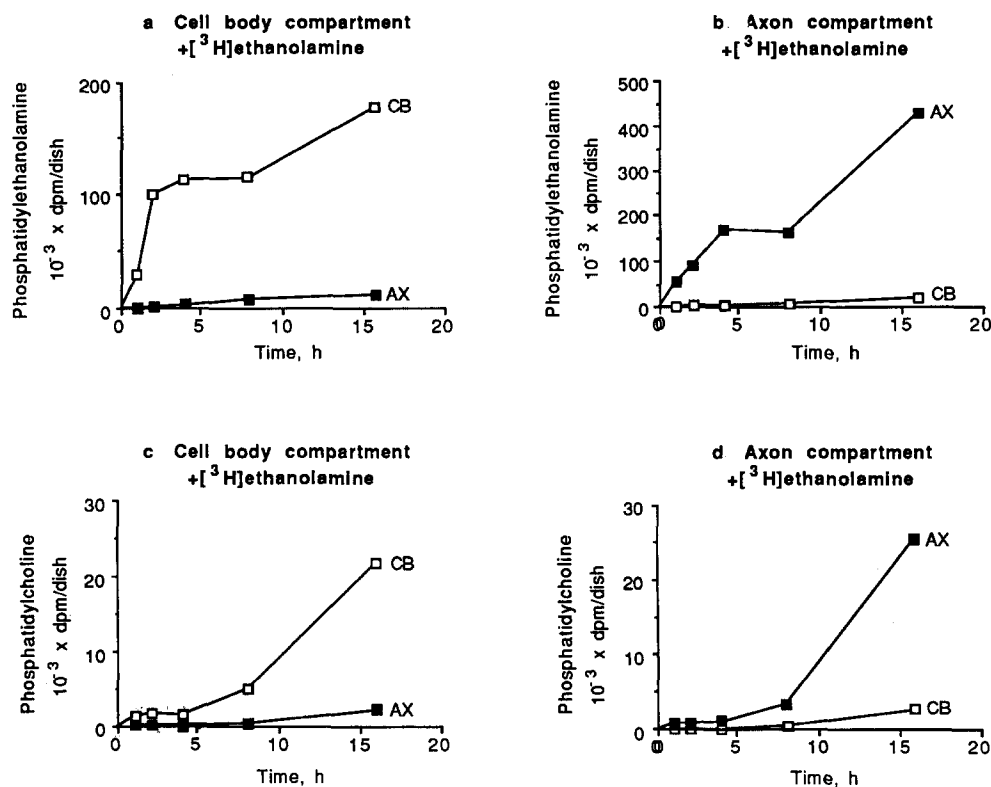 a Cell body compartment
+[³H]ethanolamine
Phosphatidylethanolamine
10⁻³ x dpm/dish
200
100
0
0 5 10 15 20
Time, h
CB
AX
b Axon compartment
+[³H]ethanolamine
Phosphatidylethanolamine
10⁻³ x dpm/dish
500
400
300
200
100
0
0 5 10 15 20
Time, h
AX
CB
c Cell body compartment
+[³H]ethanolamine
Phosphatidylcholine
10⁻³ x dpm/dish
30
20
10
0
0 5 10 15 20
Time, h
CB
AX
d Axon compartment
+[³H]ethanolamine
Phosphatidylcholine
10⁻³ x dpm/dish
30
20
10
0
0 5 10 15 20
Time, h
AX
CB